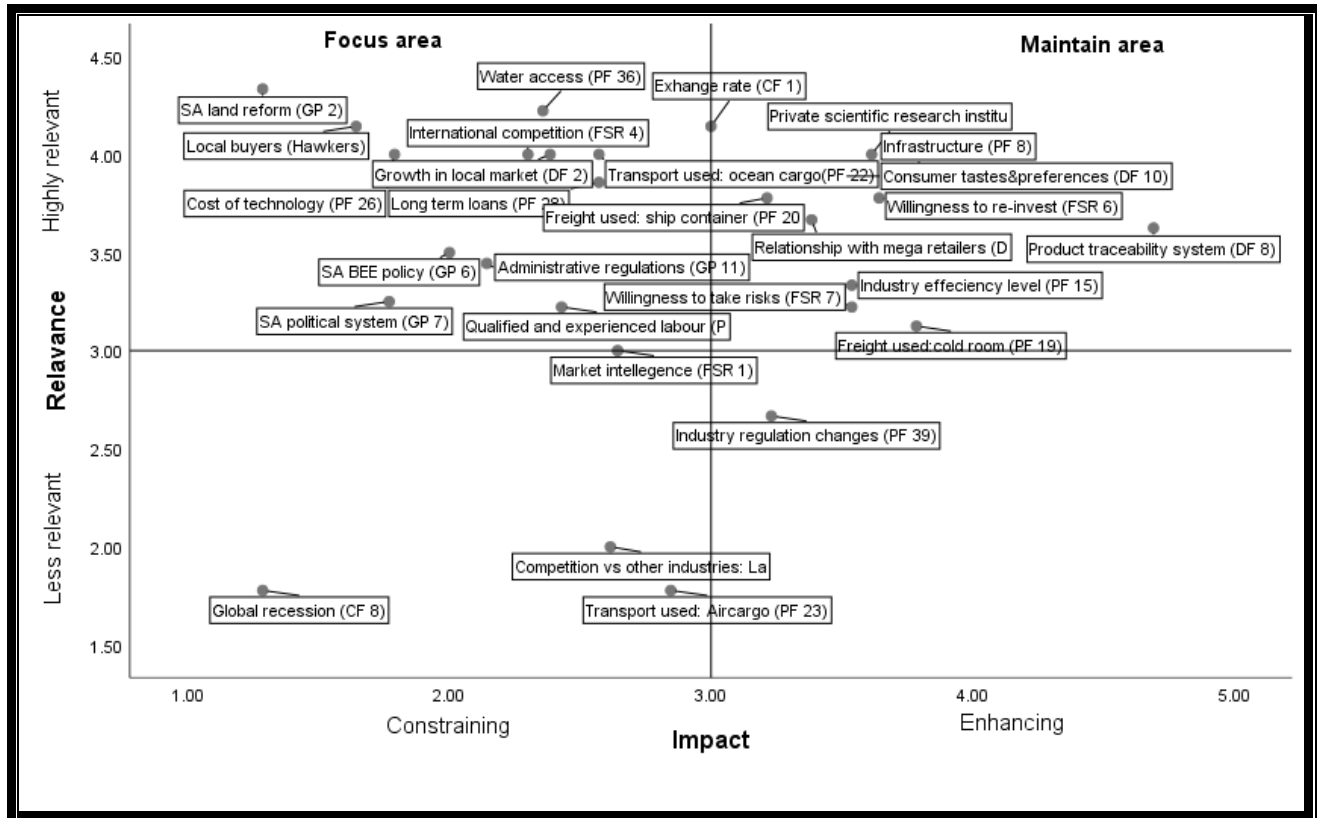 Focus area
Maintain area
4.50
Water access (PF 36)
Exhange rate (CF 1)
SA land reform (GP 2)
Private scientific research institu
International competition (FSR 4)
Local buyers (Hawkers)
Infrastructure (PF 8)
4.00
Growth in local market (DF 2)
Transport used: ocean cargo(PF 22)
Consumer tastes&preferences (DF 10)
Highly relevant
Cost of technology (PF 26)
Long term loans (PF 28)
Freight used: ship container (PF 20
Willingness to re-invest (FSR 6)
Relationship with mega retailers (D
Product traceability system (DF 8)
3.50
SA BEE policy (GP 6)
Administrative regulations (GP 11)
Industry effeciency level (PF 15)
Willingness to take risks (FSR 7)
SA political system (GP 7)
Qualified and experienced labour (P
Freight used:cold room (PF 19)
3.00
Relavance
Market intellegence (FSR 1)
Industry regulation changes (PF 39)
2.50
Less relevant
2.00
Competition vs other industries: La
Global recession (CF 8)
Transport used: Aircargo (PF 23)
1.50
1.00
2.00
3.00
4.00
5.00
Constraining
Enhancing
Impact